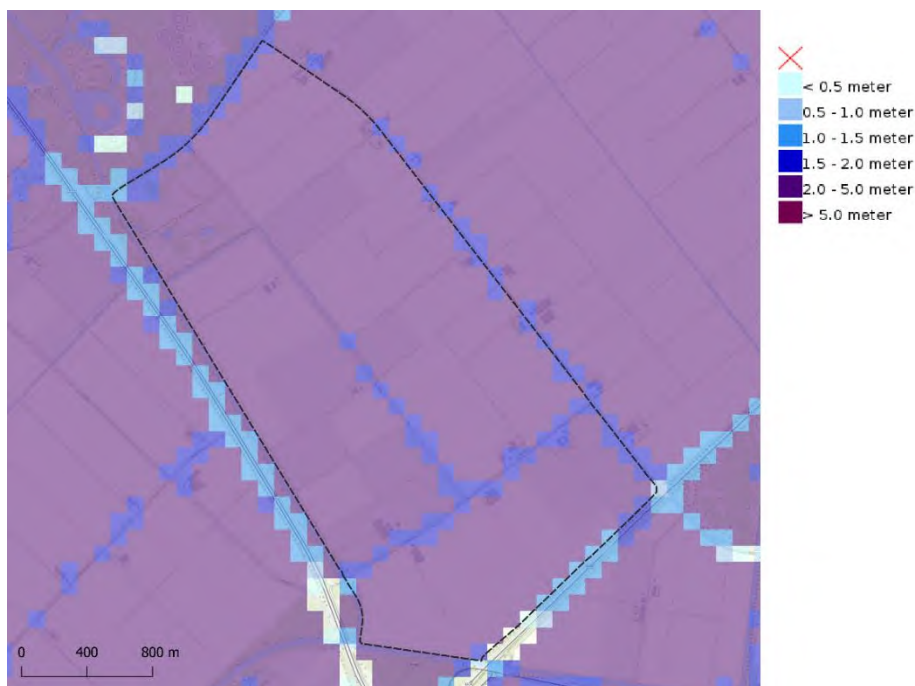 < 0.5 meter
0.5 - 1.0 meter
1.0 - 1.5 meter
1.5 - 2.0 meter
2.0 - 5.0 meter
> 5.0 meter
0 400 800 m